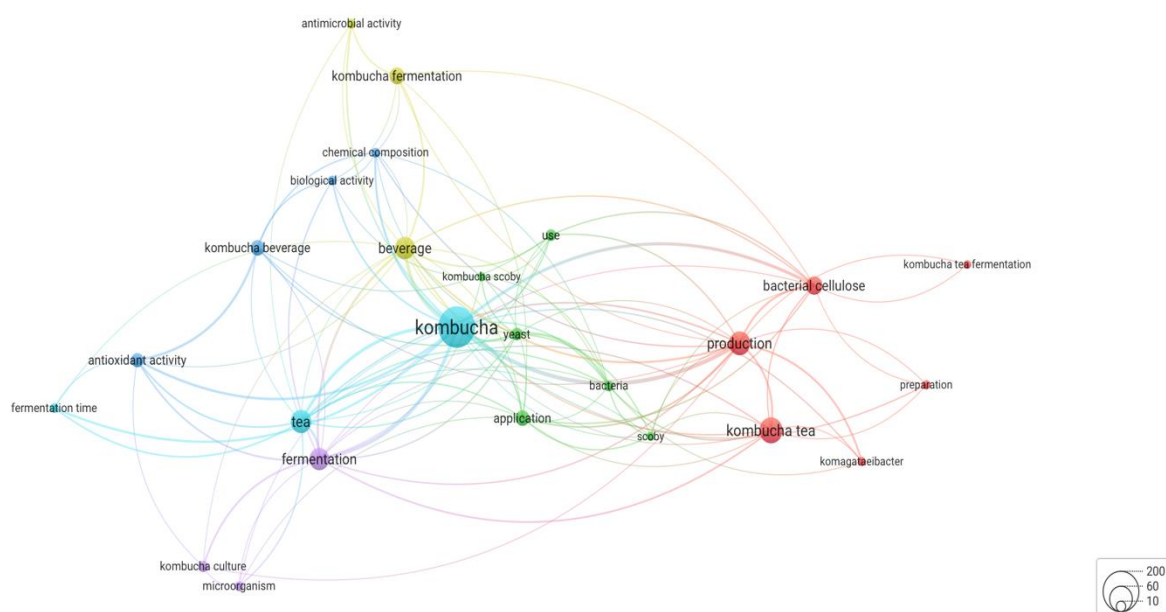 antimicrobial activity
kombucha fermentation
chemical composition
biological activity
use
kombucha beverage
beverage
kombucha tea fermentation
kombucha scoby
bacterial cellulose
kombucha
yeast
production
antioxidant activity
bacteria
preparation
fermentation time
application
tea
kombucha tea
scoby
fermentation
komagataeibacter
kombucha culture
microorganism
200
60
10